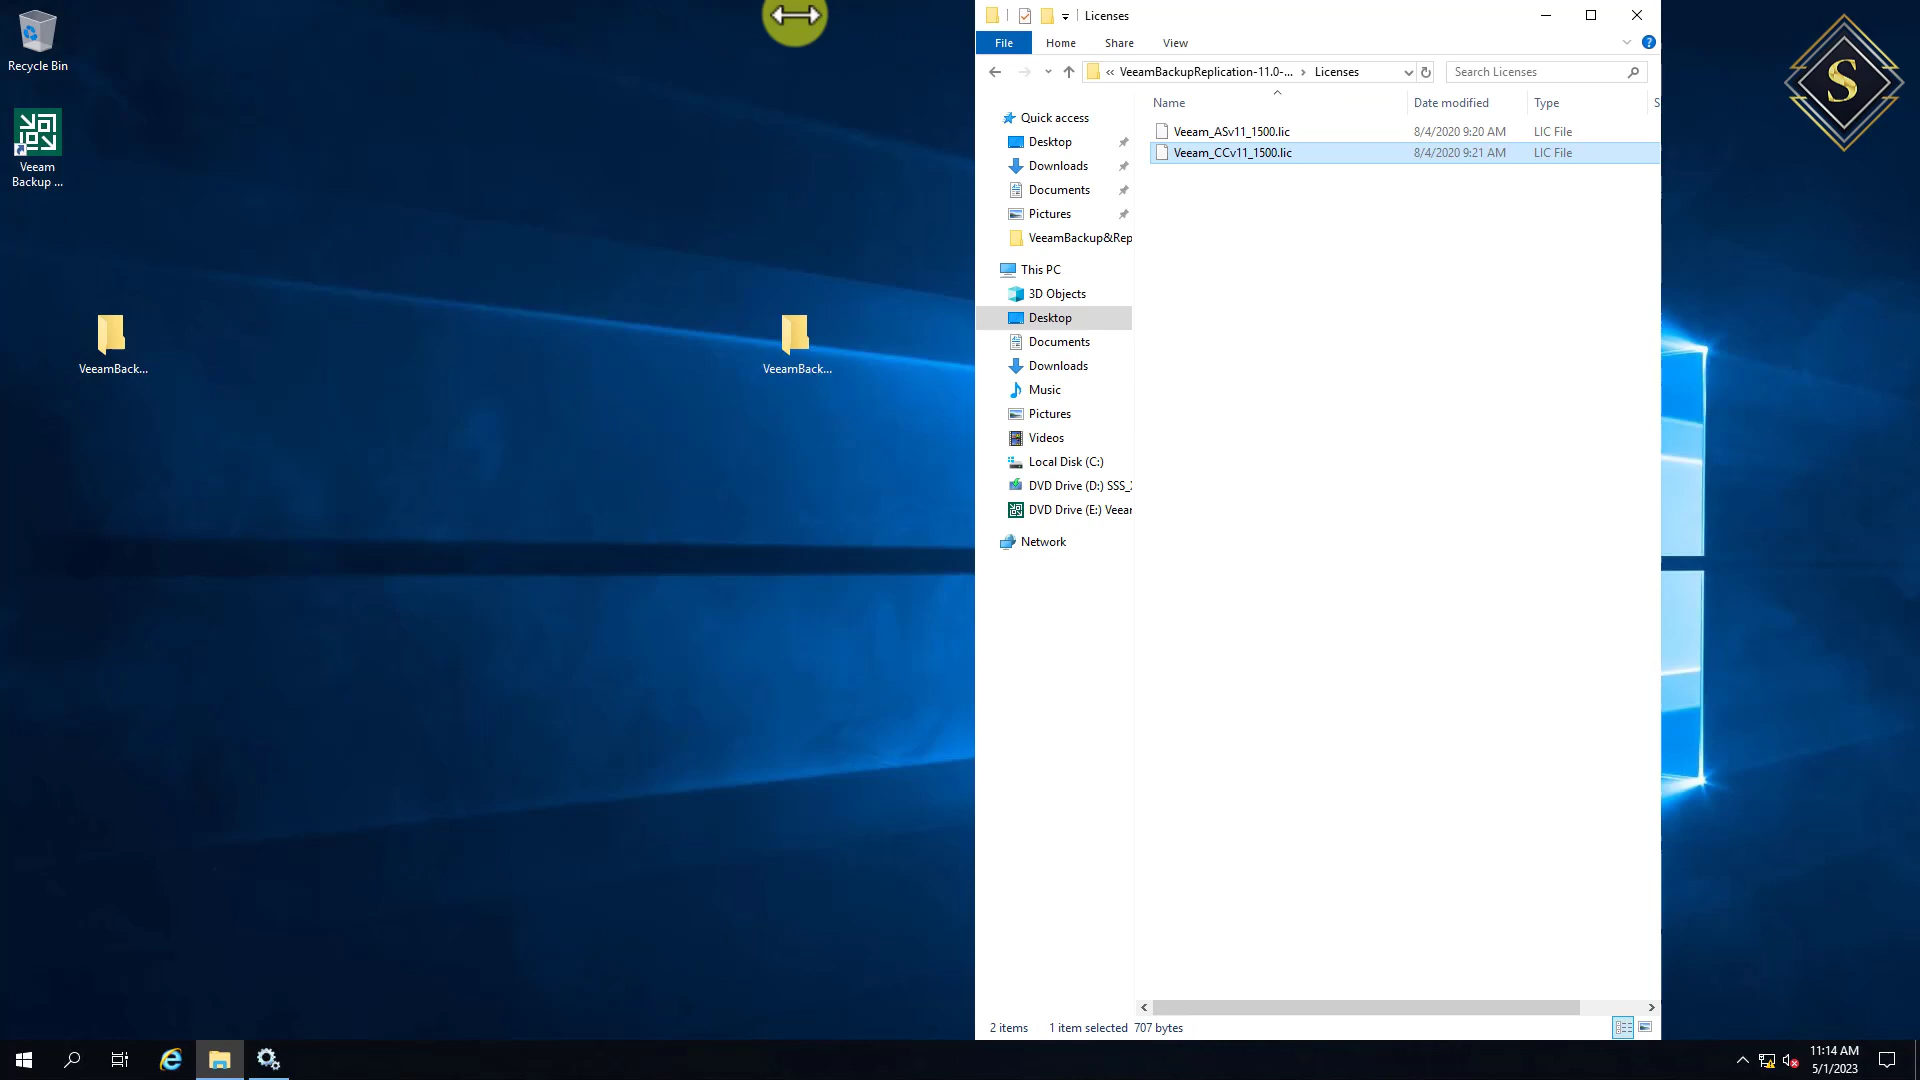 Recycle Bin
Veeam
Backup ...
VeeamBack...
VeeamBack...
Licenses
File
Home
Share
View
?
« VeeamBackupReplication-11.0-... › Licenses
Search Licenses
Name
Date modified
Type
S
Veeam_ASv11_1500.lic
8/4/2020 9:20 AM
LIC File
Veeam_CCv11_1500.lic
8/4/2020 9:21 AM
LIC File
Quick access
Desktop
Downloads
Documents
Pictures
VeeamBackup&Rep
This PC
3D Objects
Desktop
Documents
Downloads
Music
Pictures
Videos
Local Disk (C:)
DVD Drive (D:) SSS_X
DVD Drive (E:) Veear
Network
2 items
1 item selected 707 bytes
S
11:14 AM
5/1/2023